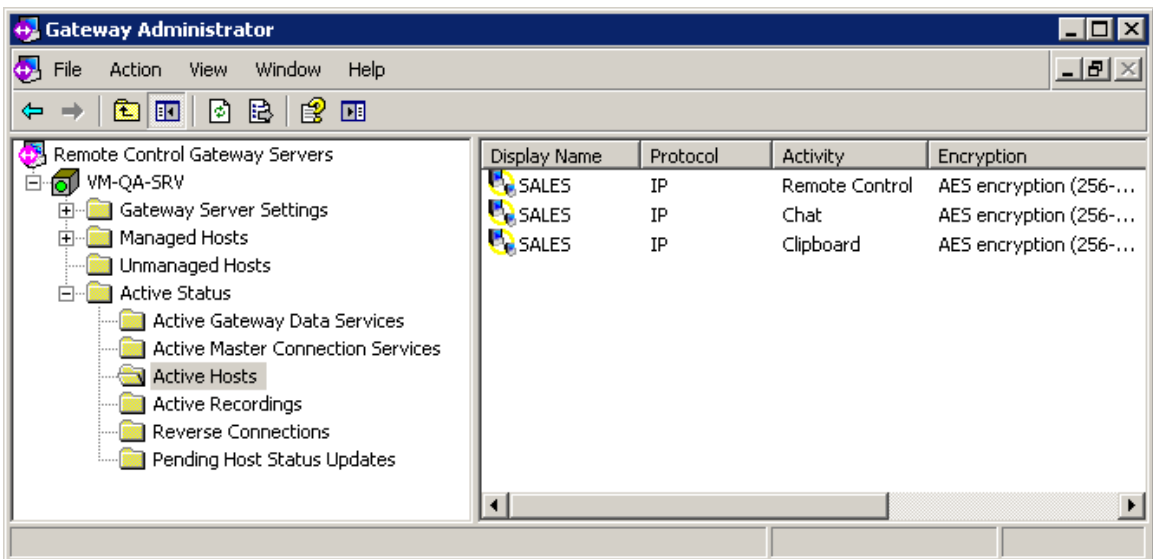 Gateway Administrator
File Action View Window Help
Remote Control Gateway Servers
VM-QA-SRV
Gateway Server Settings
Managed Hosts
Unmanaged Hosts
Active Status
Active Gateway Data Services
Active Master Connection Services
Active Hosts
Active Recordings
Reverse Connections
Pending Host Status Updates
Display Name Protocol Activity Encryption
SALES IP Remote Control AES encryption (256-...
SALES IP Chat AES encryption (256-...
SALES IP Clipboard AES encryption (256-...